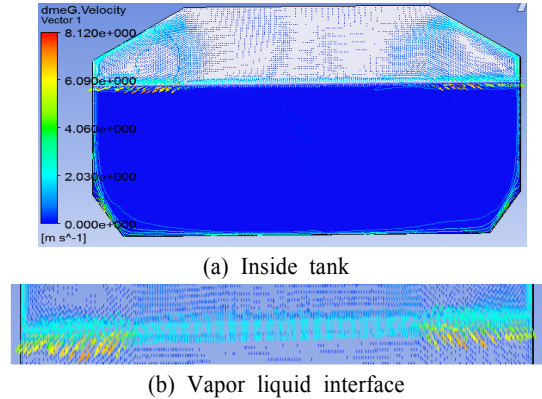 dmeG.Velocity
Vector 1
8.120e+000
6.090e+000
4.060e+000
2.030e+000
0.000e+000
[m s^-1]
(a) Inside tank
(b) Vapor liquid interface